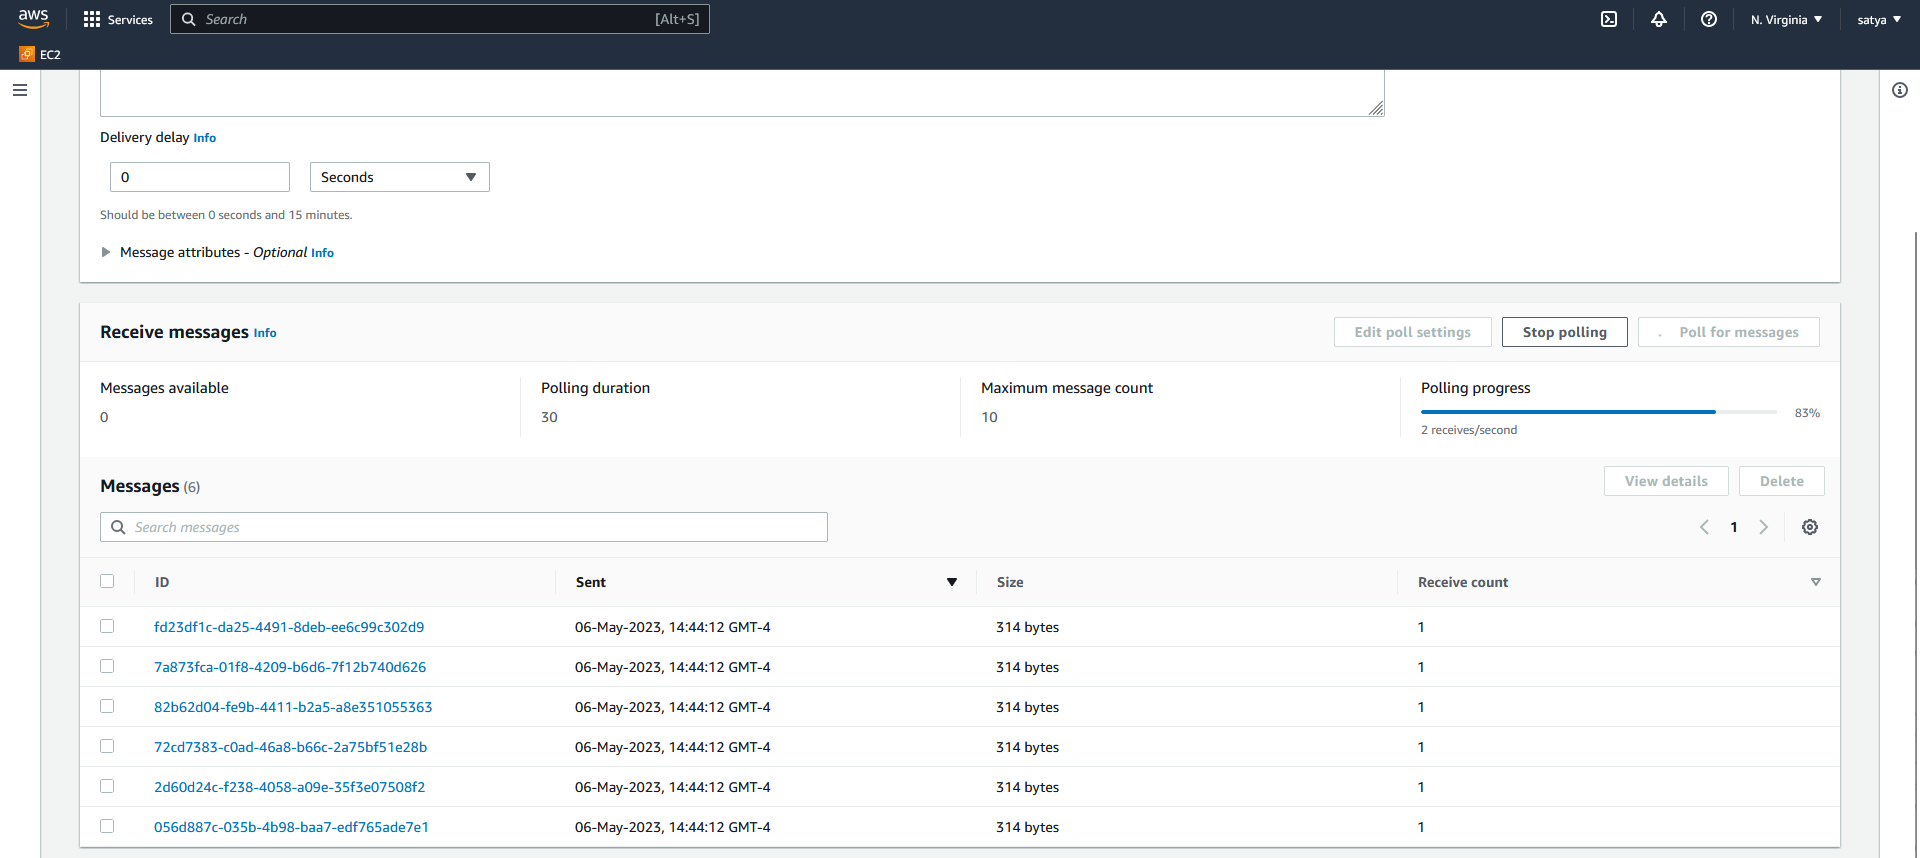 aws Services Search [Alt+S] N. Virginia satya
EC2
Delivery delay Info
0 Seconds
Should be between 0 seconds and 15 minutes.
Message attributes - Optional Info
Receive messages Info Edit poll settings Stop polling Poll for messages
Messages available Polling duration Maximum message count Polling progress
0 30 10 83%
2 receives/second
Messages (6) View details Delete
Search messages 1
ID Sent Size Receive count
fd23df1c-da25-4491-8deb-ee6c99c302d9 06-May-2023, 14:44:12 GMT-4 314 bytes 1
7a873fca-01f8-4209-b6d6-7f12b740d626 06-May-2023, 14:44:12 GMT-4 314 bytes 1
82b62d04-fe9b-4411-b2a5-a8e351055363 06-May-2023, 14:44:12 GMT-4 314 bytes 1
72cd7383-c0ad-46a8-b66c-2a75bf51e28b 06-May-2023, 14:44:12 GMT-4 314 bytes 1
2d60d24c-f238-4058-a09e-35f3e07508f2 06-May-2023, 14:44:12 GMT-4 314 bytes 1
056d887c-035b-4b98-baa7-edf765ade7e1 06-May-2023, 14:44:12 GMT-4 314 bytes 1